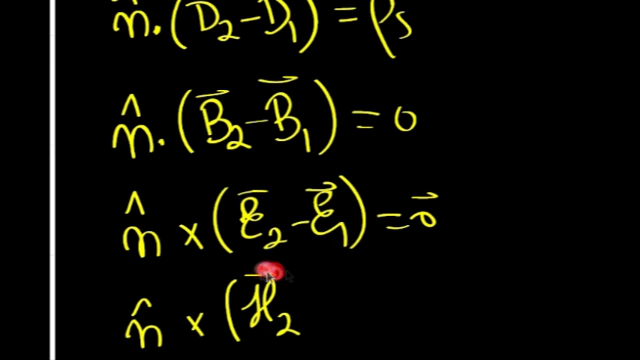 n̂ · (D₂ − D₁) = ρs
n̂ · (B⃗₂ − B⃗₁) = 0
n̂ × (ℰ⃗₂ − ℰ⃗₁) = 0⃗
n̂ × (ℋ⃗₂